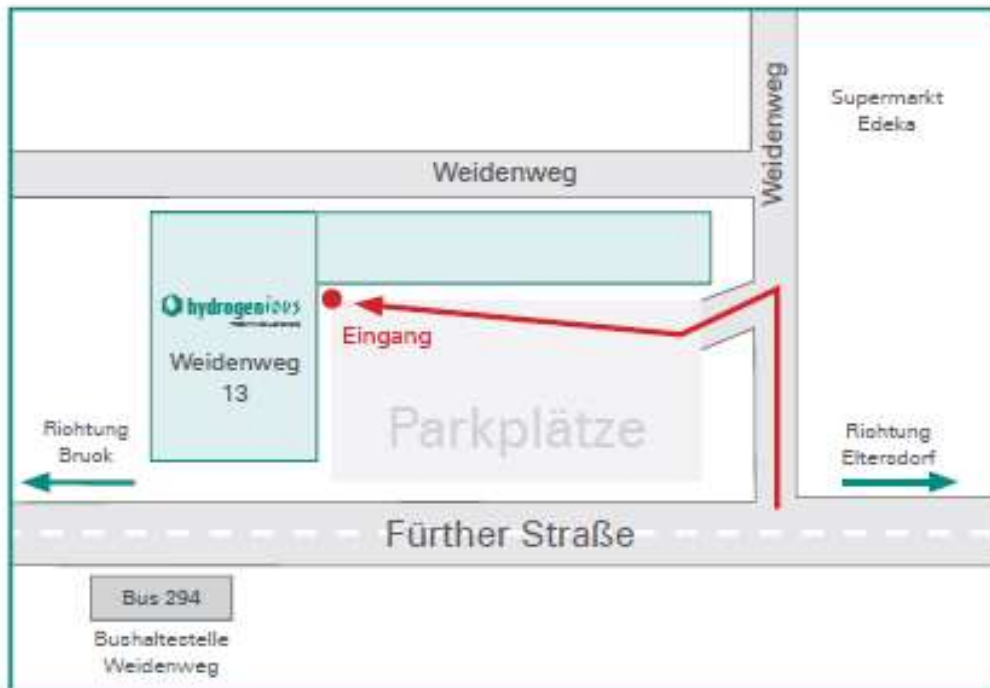 Supermarkt
Edeka
Weidenweg
Weidenweg
hydrogenious
Weidenweg
13
Eingang
Parkplätze
Richtung
Bruck
Richtung
Eltersdorf
Fürther Straße
Bus 294
Bushaltestelle
Weidenweg